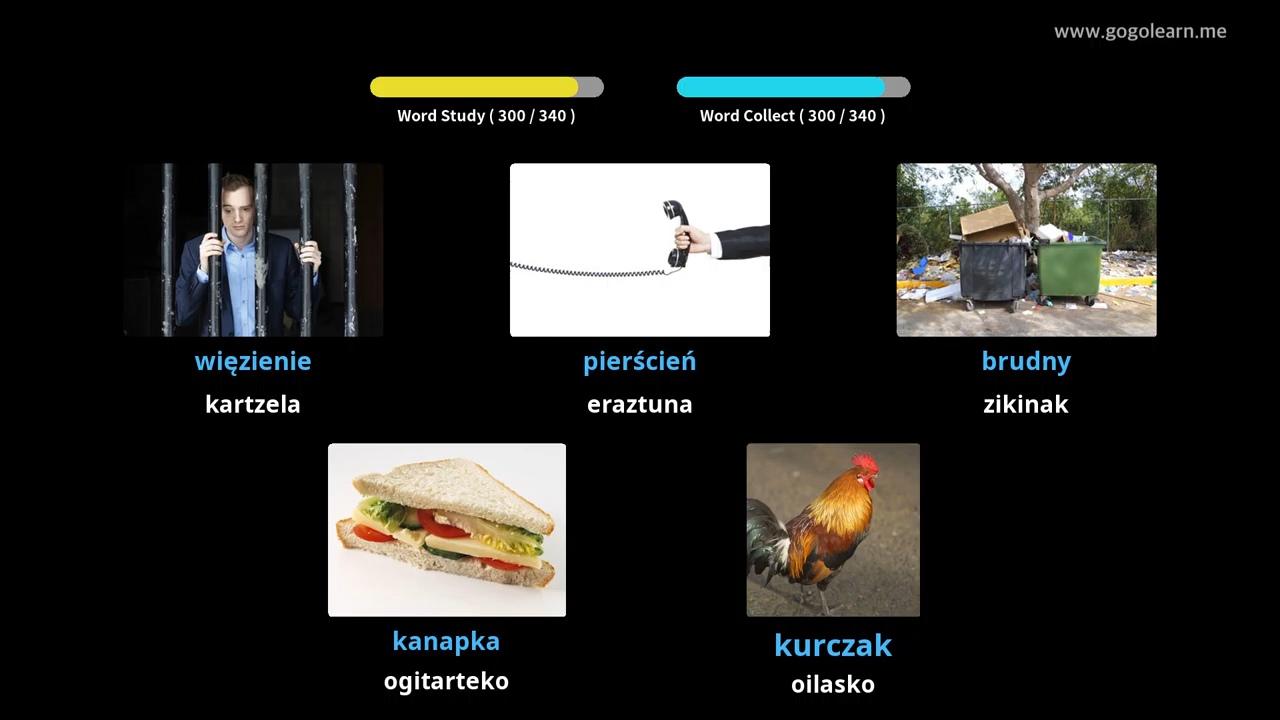 www.gogolearn.me
Word Study ( 300 / 340 )
Word Collect ( 300 / 340 )
więzienie
kartzela
pierścień
eraztuna
brudny
zikinak
kanapka
ogitarteko
kurczak
oilasko